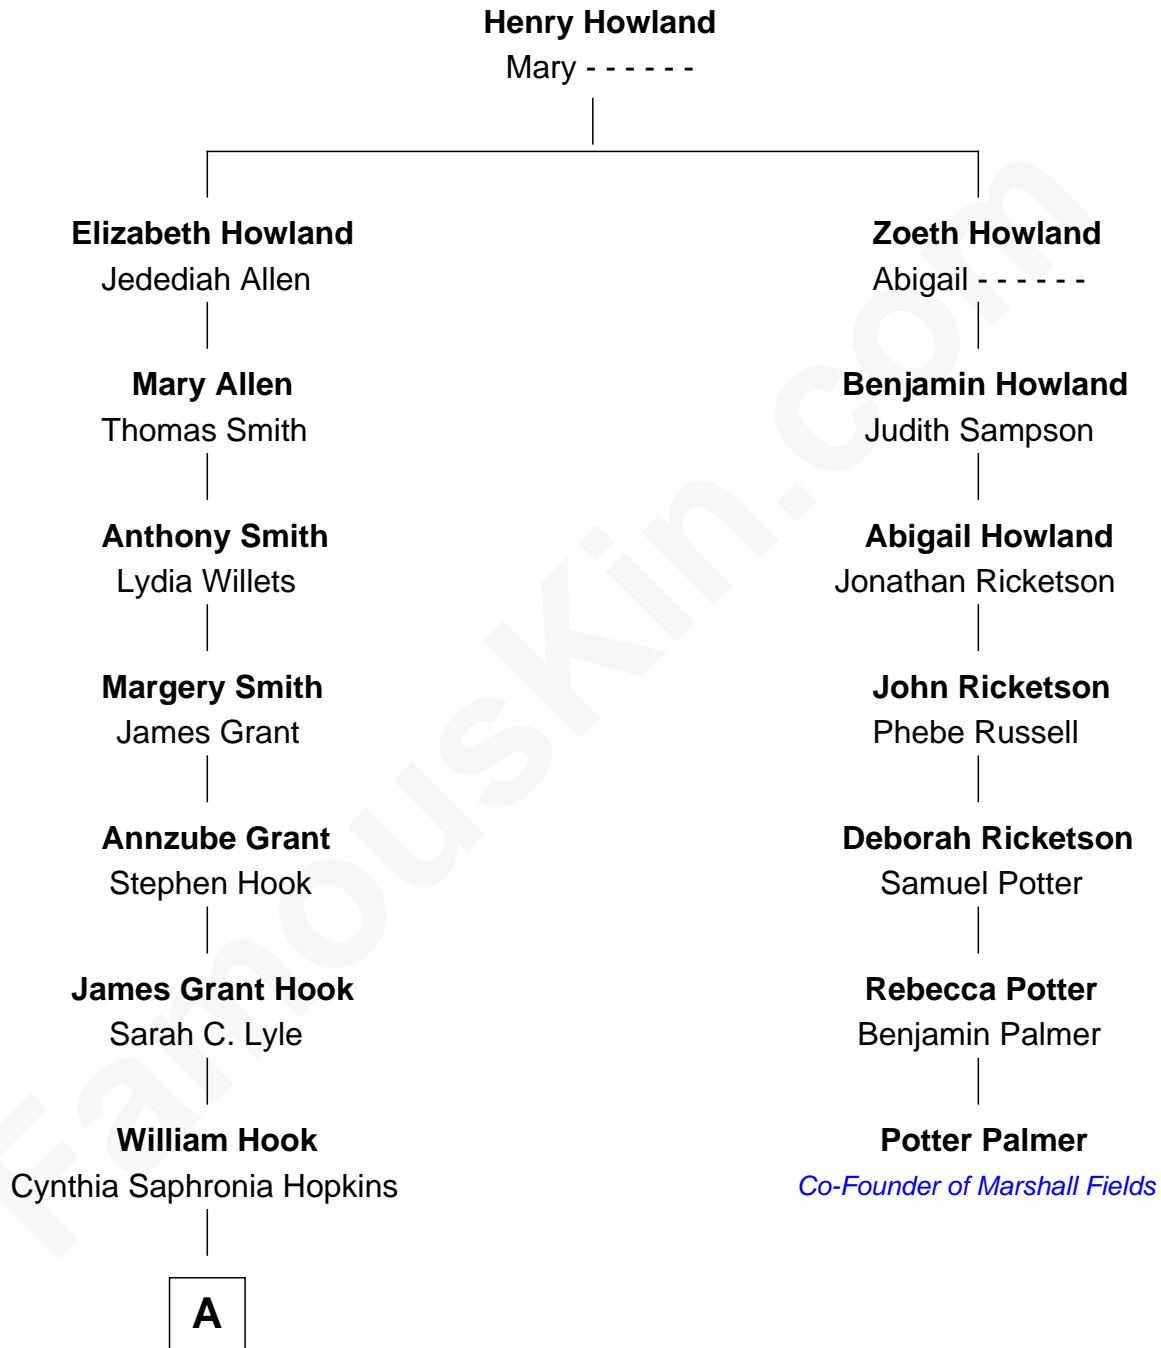 Henry Howland
Mary - - - - - -
Elizabeth Howland
Jedediah Allen
Zoeth Howland
Abigail - - - - - -
Mary Allen
Thomas Smith
Benjamin Howland
Judith Sampson
Anthony Smith
Lydia Willets
Abigail Howland
Jonathan Ricketson
Margery Smith
James Grant
John Ricketson
Phebe Russell
Annzube Grant
Stephen Hook
Deborah Ricketson
Samuel Potter
James Grant Hook
Sarah C. Lyle
Rebecca Potter
Benjamin Palmer
William Hook
Cynthia Saphronia Hopkins
Potter Palmer
Co-Founder of Marshall Fields
A
FamousKin.com